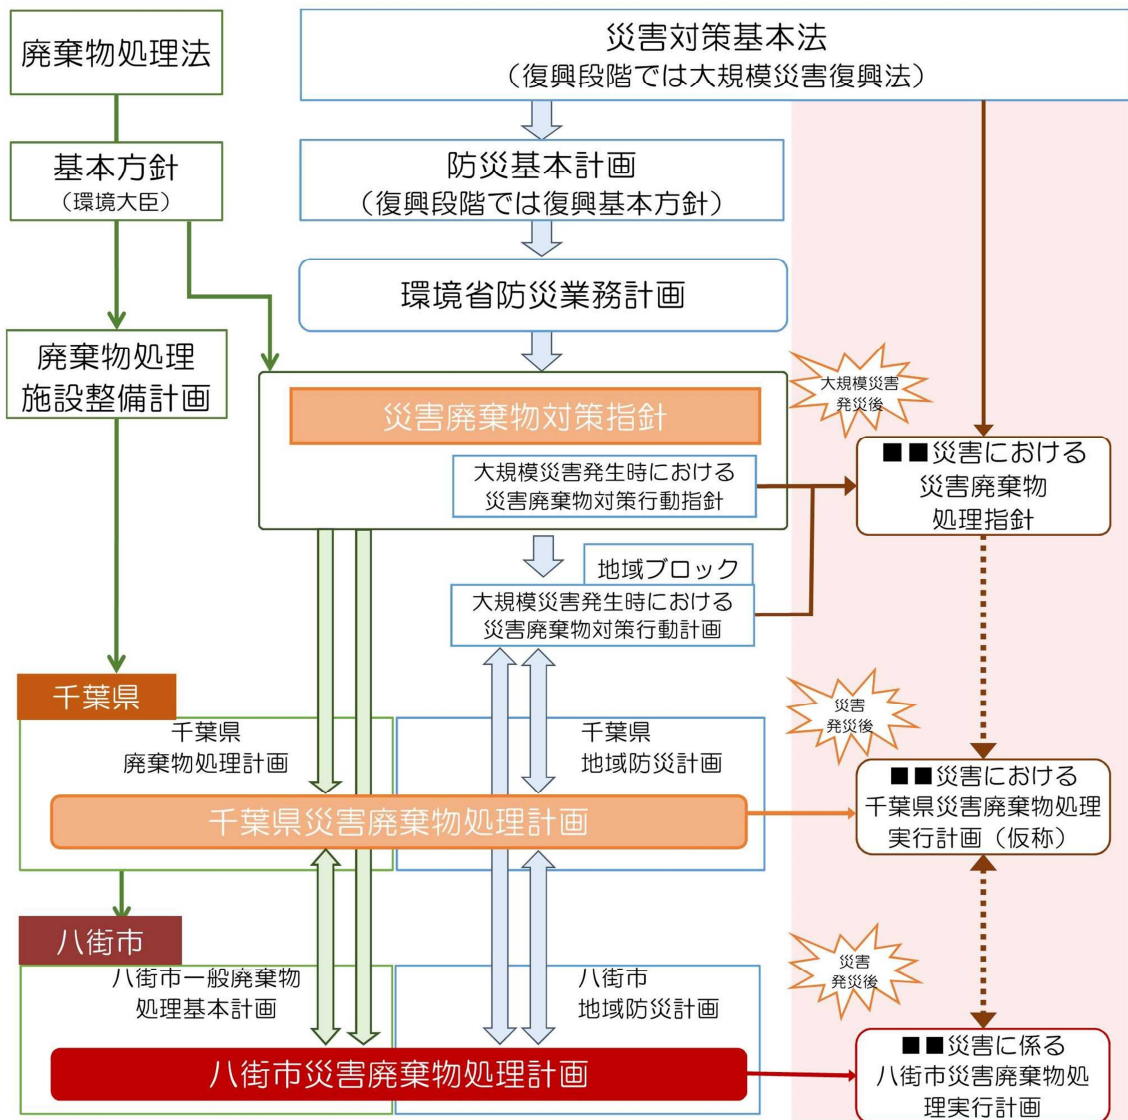 廃棄物処理法
災害対策基本法
（復興段階では大規模災害復興法）
基本方針
（環境大臣）
防災基本計画
（復興段階では復興基本方針）
環境省防災業務計画
廃棄物処理
施設整備計画
災害廃棄物対策指針
大規模災害発生時における
災害廃棄物対策行動指針
大規模災害
発災後
■■災害における
災害廃棄物
処理指針
地域ブロック
大規模災害発生時における
災害廃棄物対策行動計画
千葉県
千葉県
廃棄物処理計画
千葉県
地域防災計画
災害
発災後
千葉県災害廃棄物処理計画
■■災害における
千葉県災害廃棄物処理
実行計画（仮称）
八街市
八街市一般廃棄物
処理基本計画
八街市
地域防災計画
災害
発災後
八街市災害廃棄物処理計画
■■災害に係る
八街市災害廃棄物処
理実行計画